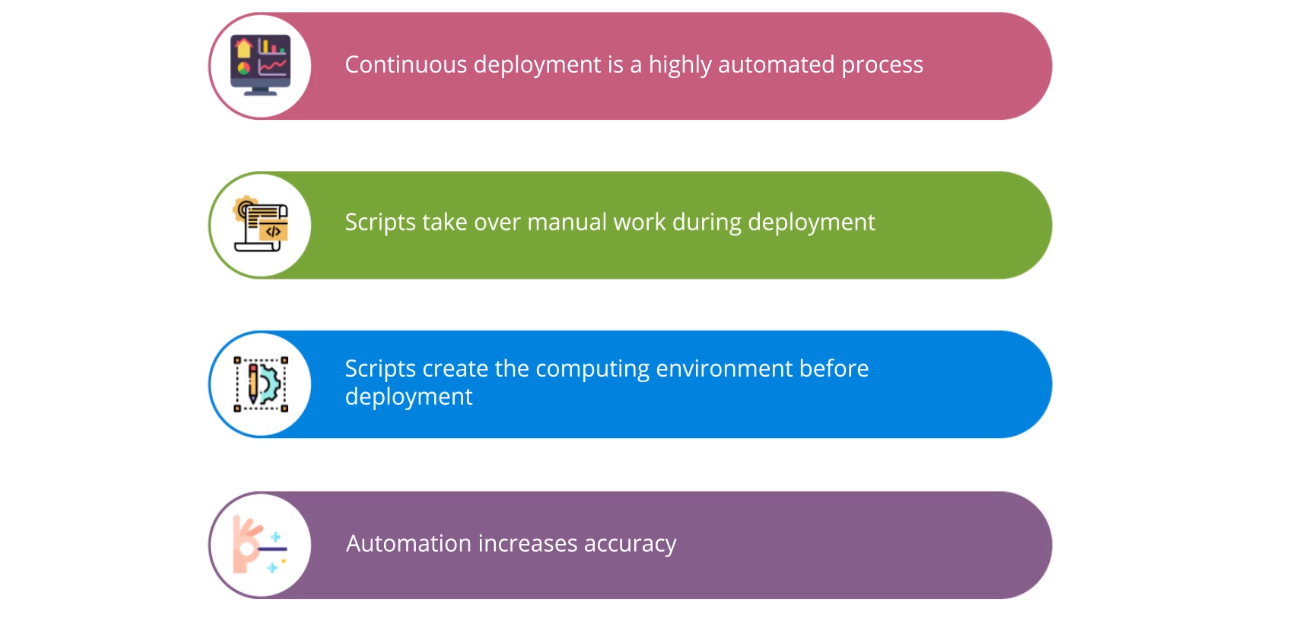 Continuous deployment is a highly automated process
Scripts take over manual work during deployment
</>
Scripts create the computing environment before
deployment
Automation increases accuracy